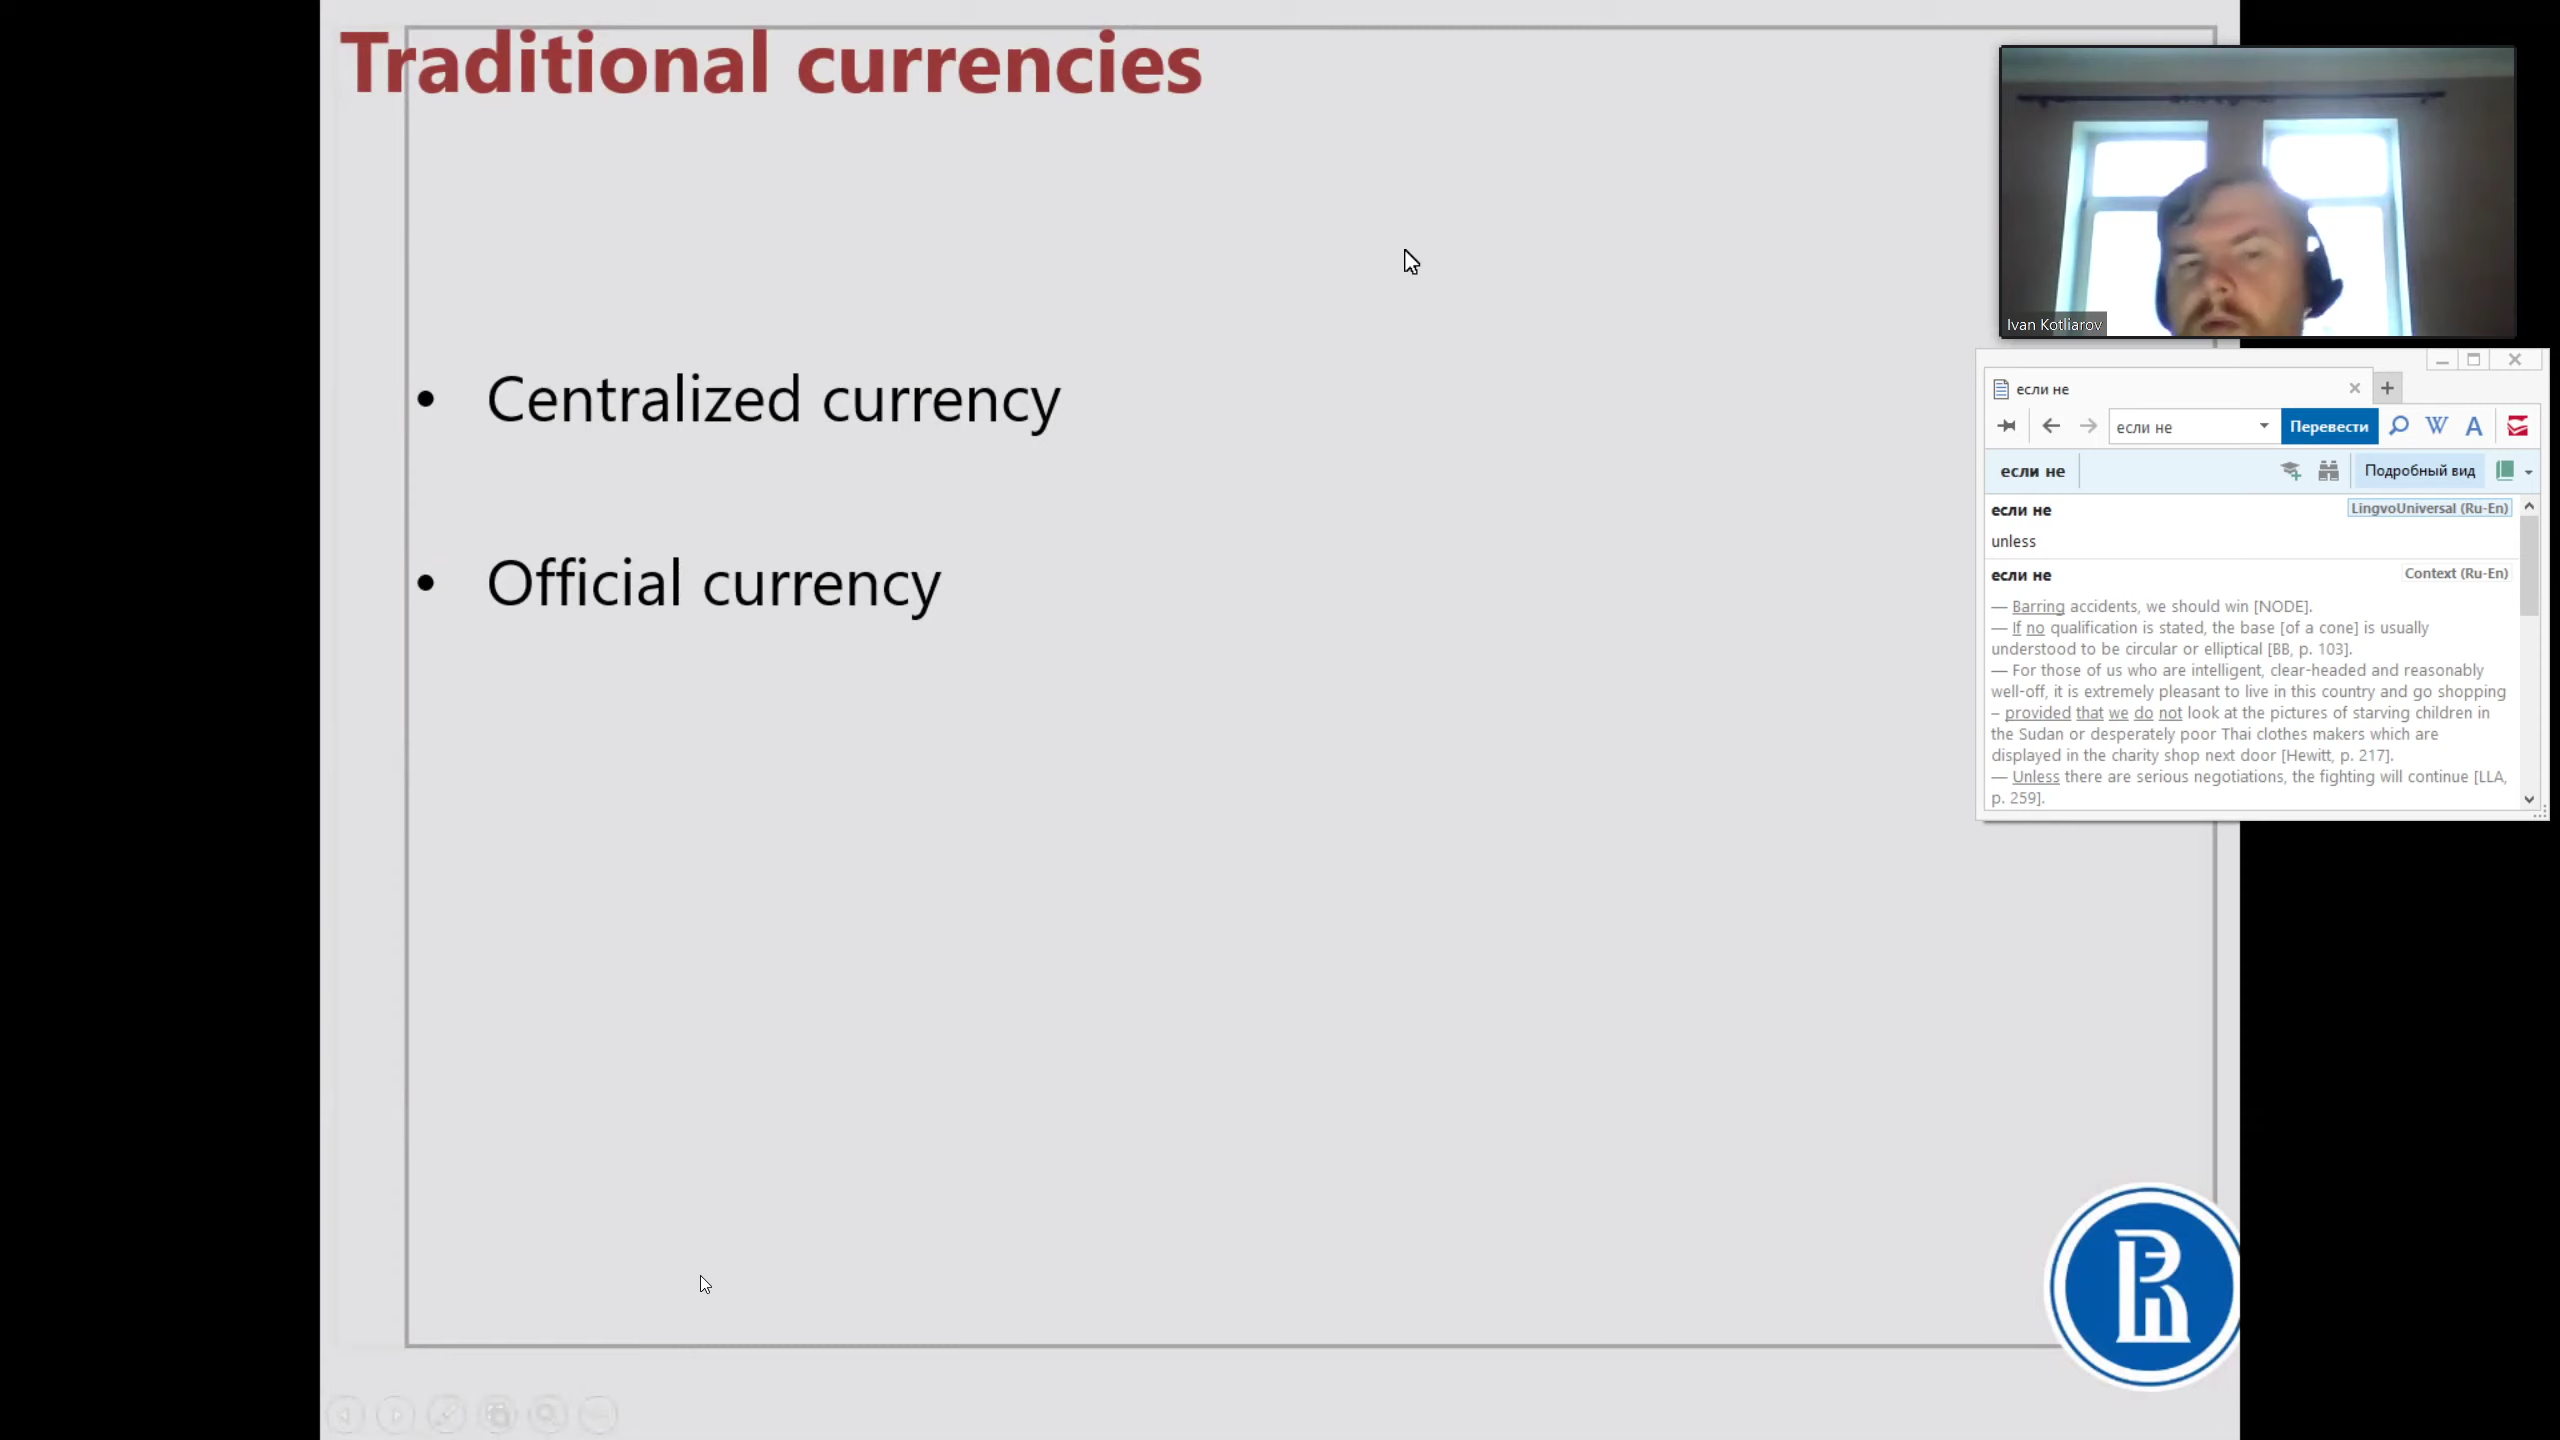 Traditional currencies
• Centralized currency
• Official currency
Ivan Kotliarov
если не
если не
Перевести
W
A
если не
Подробный вид
если не
LingvoUniversal (Ru-En)
unless
если не
Context (Ru-En)
— Barring accidents, we should win [NODE].
— If no qualification is stated, the base [of a cone] is usually
understood to be circular or elliptical [BB, p. 103].
— For those of us who are intelligent, clear-headed and reasonably
well-off, it is extremely pleasant to live in this country and go shopping
– provided that we do not look at the pictures of starving children in
the Sudan or desperately poor Thai clothes makers which are
displayed in the charity shop next door [Hewitt, p. 217].
— Unless there are serious negotiations, the fighting will continue [LLA,
p. 259].